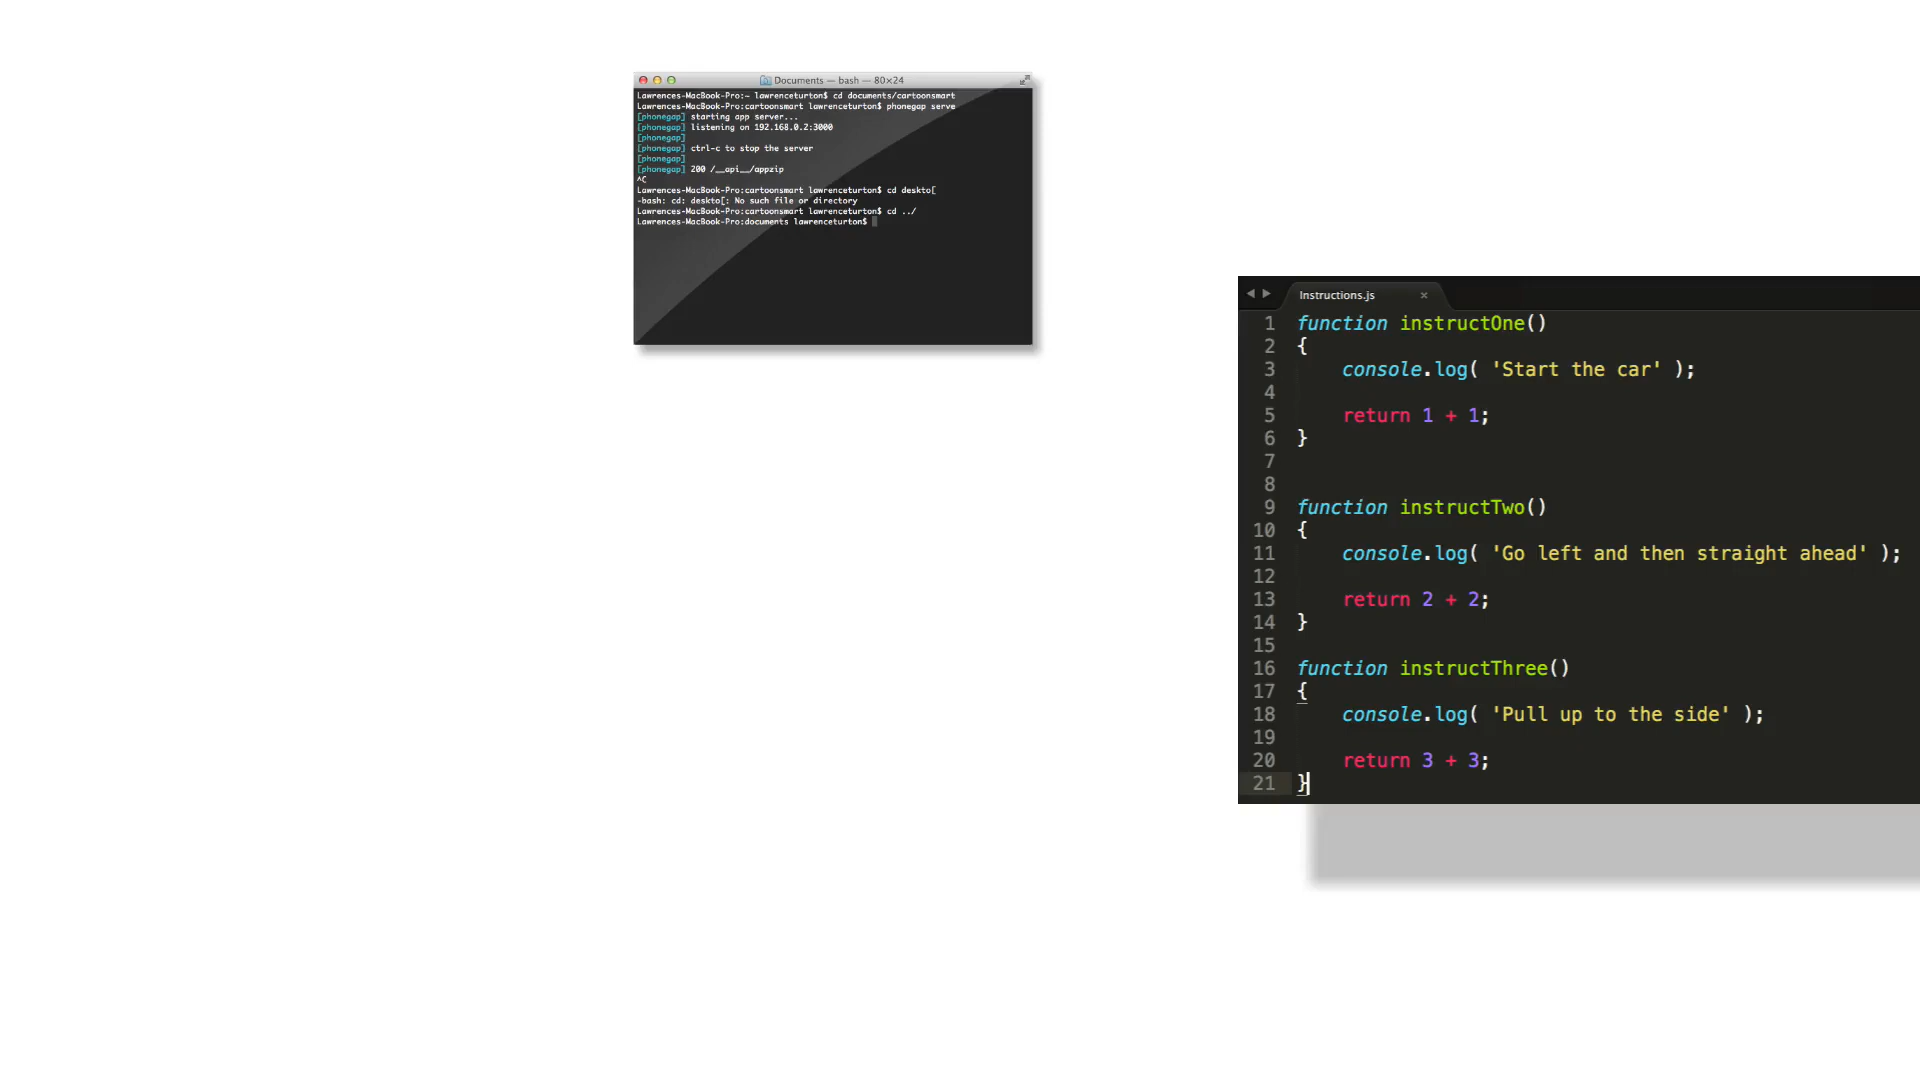 Documents — bash — 80×24
Lawrences-MacBook-Pro:~ lawrenceturton$ cd documents/cartoonsmart
Lawrences-MacBook-Pro:cartoonsmart lawrenceturton$ phonegap serve
[phonegap] starting app server...
[phonegap] listening on 192.168.0.2:3000
[phonegap]
[phonegap] ctrl-c to stop the server
[phonegap]
[phonegap] 200 /__api__/appzip
^C
Lawrences-MacBook-Pro:cartoonsmart lawrenceturton$ cd deskto[
-bash: cd: deskto[: No such file or directory
Lawrences-MacBook-Pro:cartoonsmart lawrenceturton$ cd ../
Lawrences-MacBook-Pro:documents lawrenceturton$
Instructions.js ×
1 function instructOne()
2 {
3 console.log( 'Start the car' );
4
5 return 1 + 1;
6 }
7
8
9 function instructTwo()
10 {
11 console.log( 'Go left and then straight ahead' );
12
13 return 2 + 2;
14 }
15
16 function instructThree()
17 {
18 console.log( 'Pull up to the side' );
19
20 return 3 + 3;
21 }